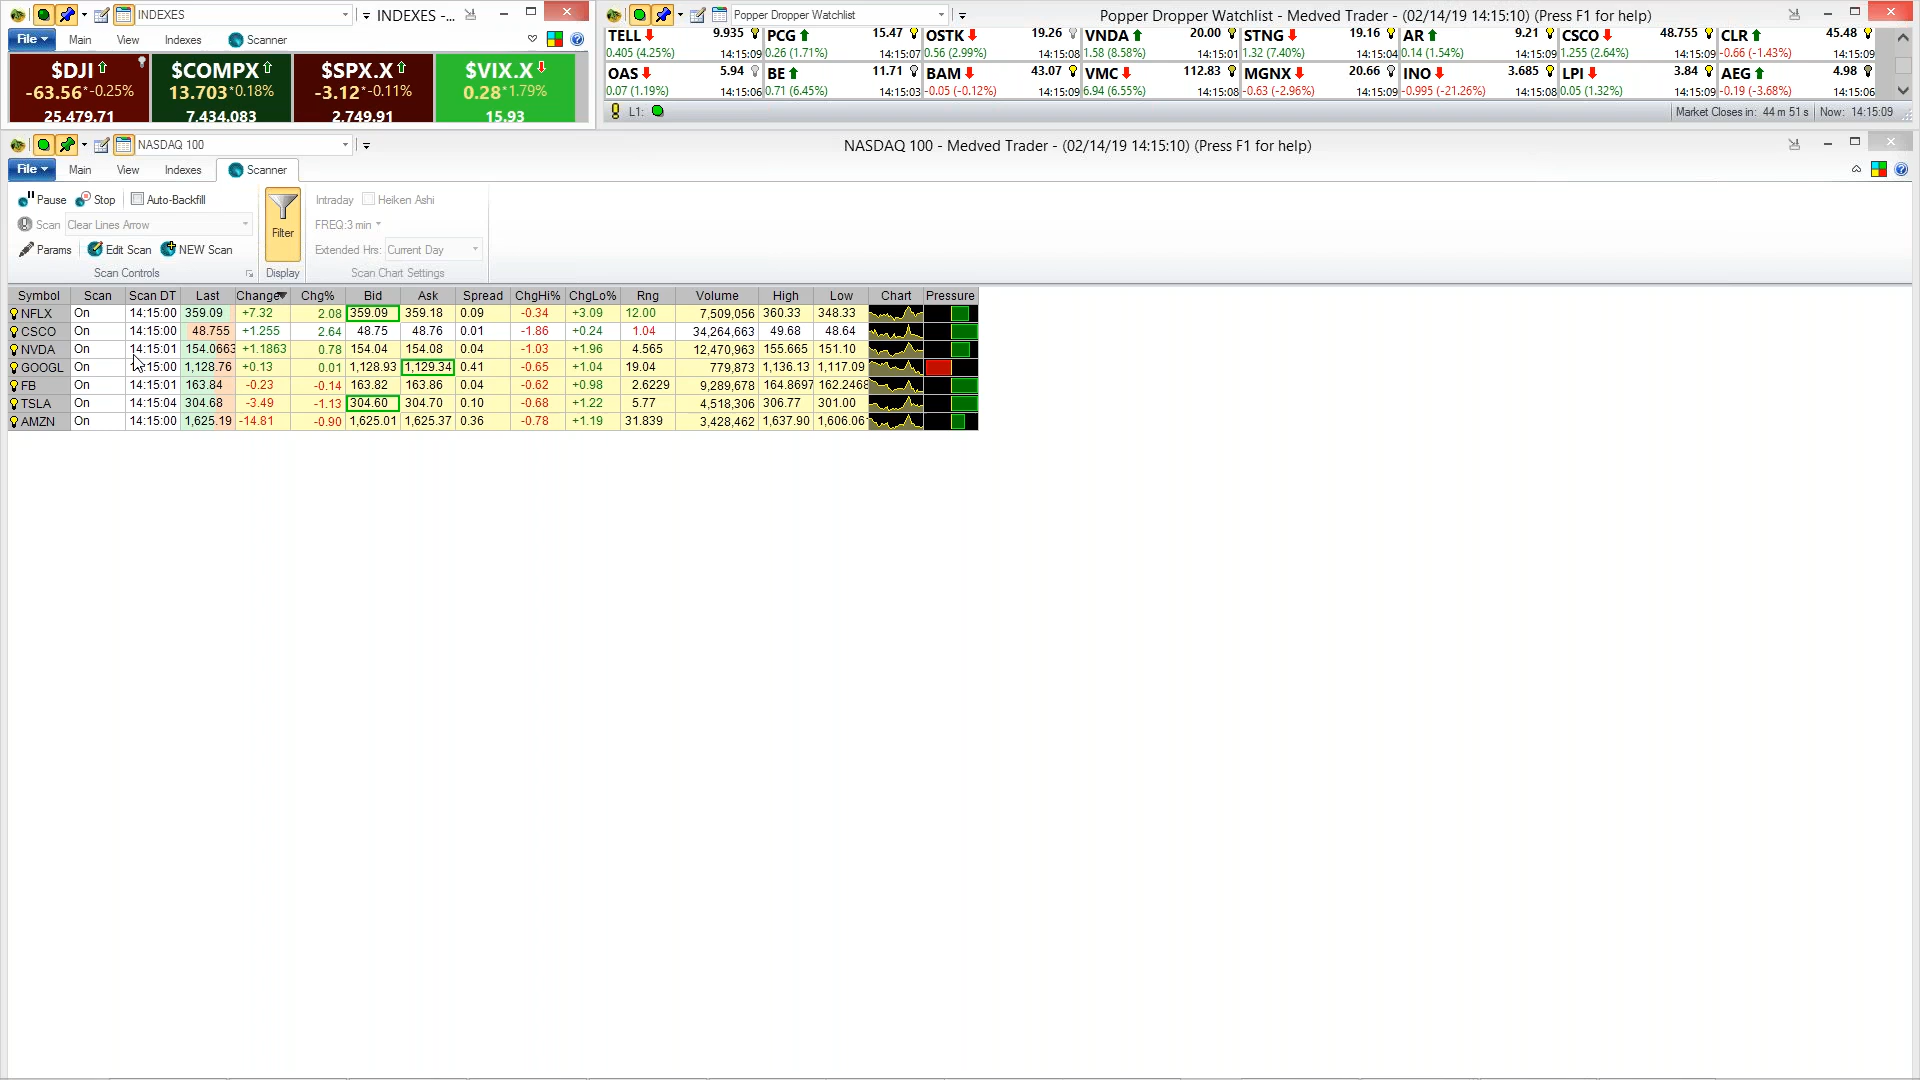 INDEXES INDEXES -...
File Main View Indexes Scanner
$DJI $COMPX $SPX.X $VIX.X
-63.56*-0.25% 13.703*0.18% -3.12*-0.11% 0.28*1.79%
25,479.71 7,434.083 2,749.91 15.93
Popper Dropper Watchlist Popper Dropper Watchlist - Medved Trader - (02/14/19 14:15:10) (Press F1 for help)
TELL 9.935 PCG 15.47 OSTK 19.26 VNDA 20.00 STNG 19.16 AR 9.21 CSCO 48.755 CLR 45.48
0.405 (4.25%) 14:15:09 0.26 (1.71%) 14:15:07 0.56 (2.99%) 14:15:08 1.58 (8.58%) 14:15:01 1.32 (7.40%) 14:15:04 0.14 (1.54%) 14:15:09 1.255 (2.64%) 14:15:09 -0.66 (-1.43%) 14:15:09
OAS 5.94 BE 11.71 BAM 43.07 VMC 112.83 MGNX 20.66 INO 3.685 LPI 3.84 AEG 4.98
0.07 (1.19%) 14:15:06 0.71 (6.45%) 14:15:03 -0.05 (-0.12%) 14:15:09 6.94 (6.55%) 14:15:08 -0.63 (-2.96%) 14:15:09 -0.995 (-21.26%) 14:15:08 0.05 (1.32%) 14:15:08 -0.19 (-3.68%) 14:15:06
L1: Market Closes in: 44 m 51 s Now: 14:15:09
NASDAQ 100 NASDAQ 100 - Medved Trader - (02/14/19 14:15:10) (Press F1 for help)
File Main View Indexes Scanner
Pause Stop Auto-Backfill Intraday Heiken Ashi
Scan Clear Lines Arrow Filter FREQ:3 min
Params Edit Scan NEW Scan Extended Hrs: Current Day
Scan Controls Display Scan Chart Settings
Symbol Scan Scan DT Last Change Chg% Bid Ask Spread ChgHi% ChgLo% Rng Volume High Low Chart Pressure
NFLX On 14:15:00 359.09 +7.32 2.08 359.09 359.18 0.09 -0.34 +3.09 12.00 7,509,056 360.33 348.33
CSCO On 14:15:00 48.755 +1.255 2.64 48.75 48.76 0.01 -1.86 +0.24 1.04 34,264,663 49.68 48.64
NVDA On 14:15:01 154.0663 +1.1863 0.78 154.04 154.08 0.04 -1.03 +1.96 4.565 12,470,963 155.665 151.10
GOOGL On 14:15:00 1,128.76 +0.13 0.01 1,128.93 1,129.34 0.41 -0.65 +1.04 19.04 779,873 1,136.13 1,117.09
FB On 14:15:01 163.84 -0.23 -0.14 163.82 163.86 0.04 -0.62 +0.98 2.6229 9,289,678 164.8697 162.2468
TSLA On 14:15:04 304.68 -3.49 -1.13 304.60 304.70 0.10 -0.68 +1.22 5.77 4,518,306 306.77 301.00
AMZN On 14:15:00 1,625.19 -14.81 -0.90 1,625.01 1,625.37 0.36 -0.78 +1.19 31.839 3,428,462 1,637.90 1,606.06